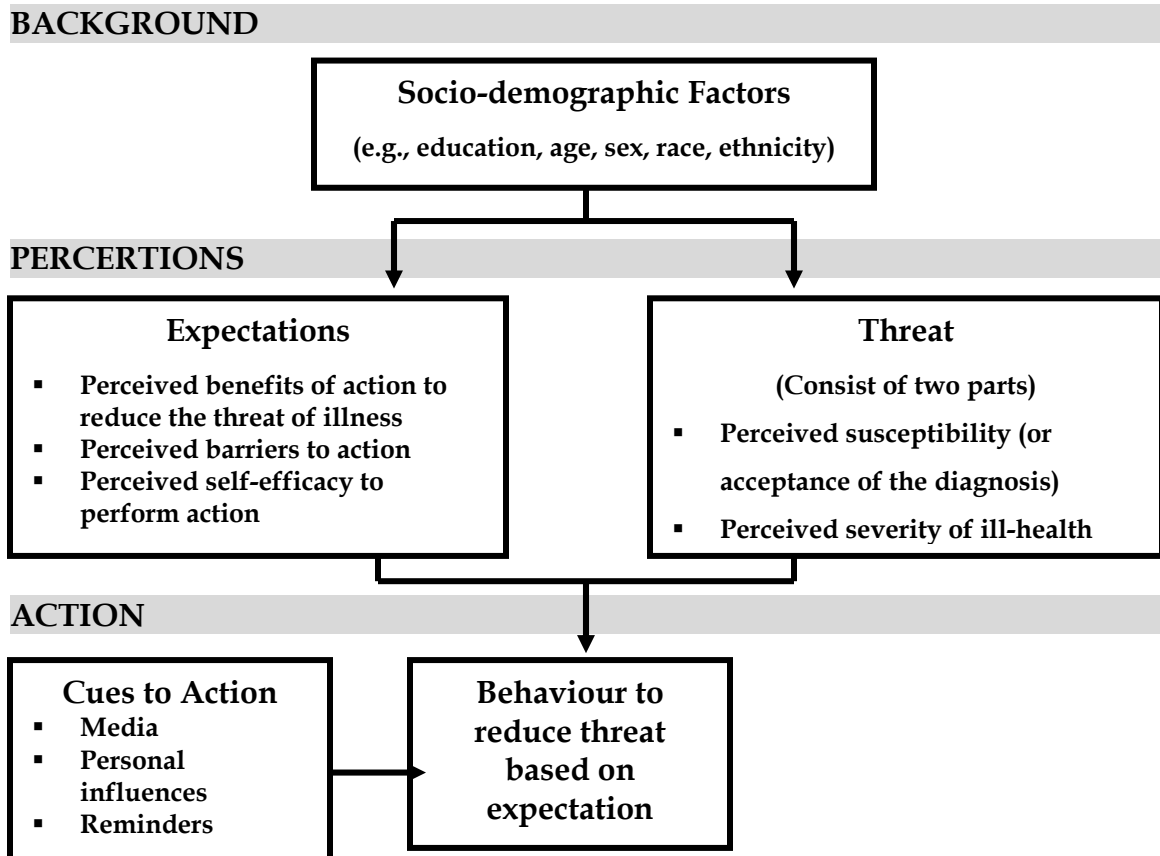 BACKGROUND
Socio-demographic Factors
(e.g., education, age, sex, race, ethnicity)
PERCERTIONS
Expectations
▪ Perceived benefits of action to
reduce the threat of illness
▪ Perceived barriers to action
▪ Perceived self-efficacy to
perform action
Threat
(Consist of two parts)
▪ Perceived susceptibility (or
acceptance of the diagnosis)
▪ Perceived severity of ill-health
ACTION
Cues to Action
▪ Media
▪ Personal
influences
▪ Reminders
Behaviour to
reduce threat
based on
expectation